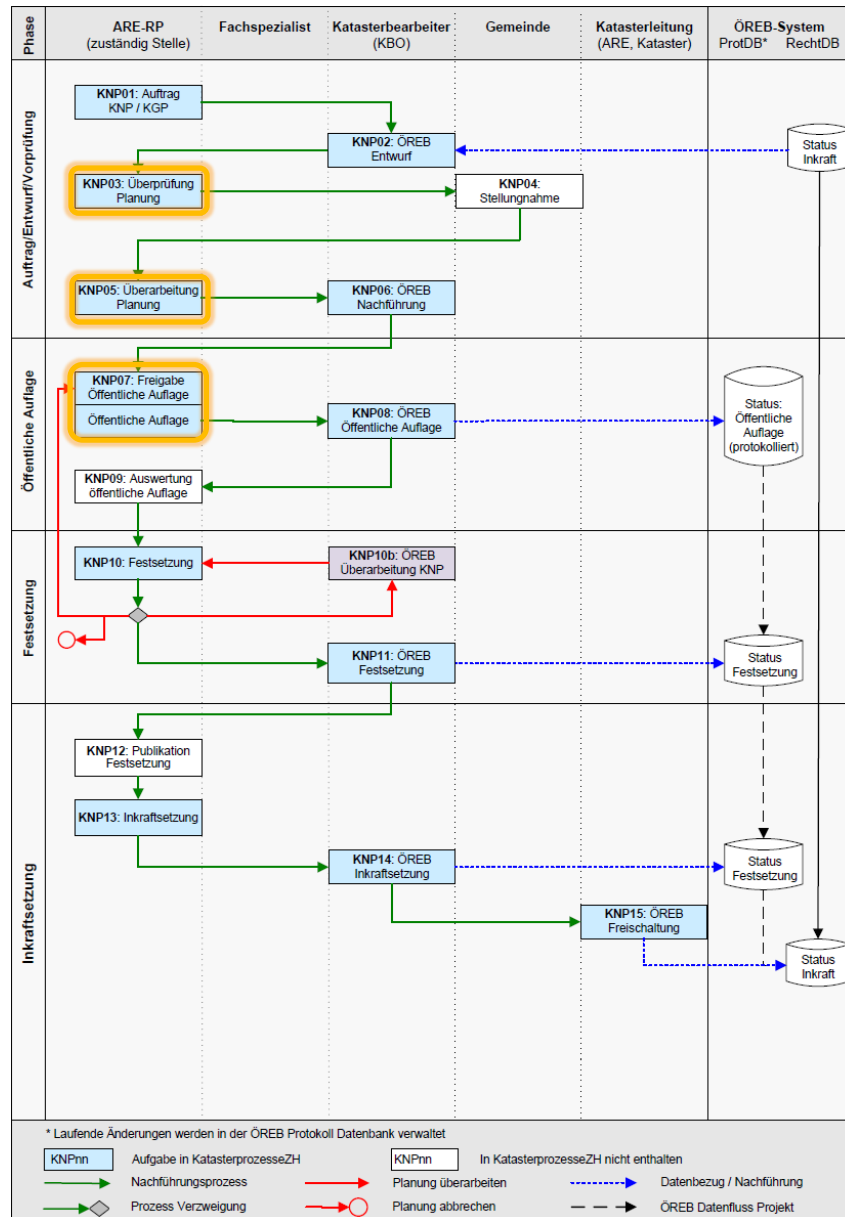 Phase
ARE-RP
(zuständig Stelle)
Fachspezialist
Katasterbearbeiter
(KBO)
Gemeinde
Katasterleitung
(ARE, Kataster)
ÖREB-System
ProtDB* RechtDB
Auftrag/Entwurf/Vorprüfung
KNP01: Auftrag
KNP / KGP
KNP02: ÖREB
Entwurf
Status
Inkraft
KNP03: Überprüfung
Planung
KNP04:
Stellungnahme
KNP05: Überarbeitung
Planung
KNP06: ÖREB
Nachführung
Öffentliche Auflage
KNP07: Freigabe
Öffentliche Auflage
Öffentliche Auflage
KNP08: ÖREB
Öffentliche Auflage
Status:
Öffentliche
Auflage
(protokolliert)
KNP09: Auswertung
öffentliche Auflage
Festsetzung
KNP10: Festsetzung
KNP10b: ÖREB
Überarbeitung KNP
KNP11: ÖREB
Festsetzung
Status
Festsetzung
Inkraftsetzung
KNP12: Publikation
Festsetzung
KNP13: Inkraftsetzung
KNP14: ÖREB
Inkraftsetzung
Status
Festsetzung
KNP15: ÖREB
Freischaltung
Status
Inkraft
* Laufende Änderungen werden in der ÖREB Protokoll Datenbank verwaltet
KNPnn Aufgabe in KatasterprozesseZH KNPnn In KatasterprozesseZH nicht enthalten
Nachführungsprozess Planung überarbeiten Datenbezug / Nachführung
Prozess Verzweigung Planung abbrechen ÖREB Datenfluss Projekt